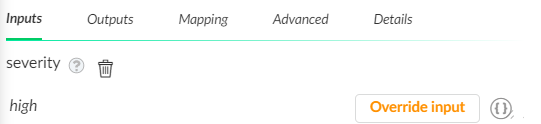 Inputs Outputs Mapping Advanced Details
severity ?
high Override input {}